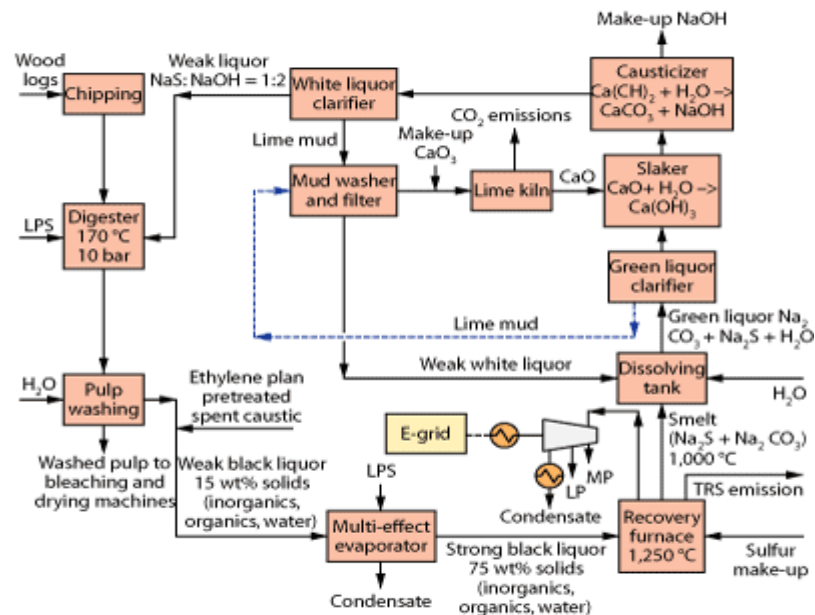 Make-up NaOH
Wood
logs
Chipping
Weak liquor
NaS: NaOH = 1:2
White liquor
clarifier
Causticizer
Ca(CH)₂ + H₂O ->
CaCO₃ + NaOH
CO₂ emissions
Lime mud
Make-up
CaO₃
Mud washer
and filter
Lime kiln
CaO
Slaker
CaO+ H₂O ->
Ca(OH)₃
LPS
Digester
170 °C
10 bar
Green liquor
clarifier
Lime mud
Green liquor Na₂
CO₃ + Na₂S + H₂O
Weak white liquor
Dissolving
tank
H₂O
H₂O
Pulp
washing
Ethylene plan
pretreated
spent caustic
E-grid
Smelt
(Na₂S + Na₂ CO₃)
1,000 °C
Washed pulp to
bleaching and
drying machines
Weak black liquor
15 wt% solids
(inorganics,
organics, water)
LPS
MP
LP
Condensate
TRS emission
Multi-effect
evaporator
Strong black liquor
75 wt% solids
(inorganics,
organics, water)
Recovery
furnace
1,250 °C
Sulfur
make-up
Condensate